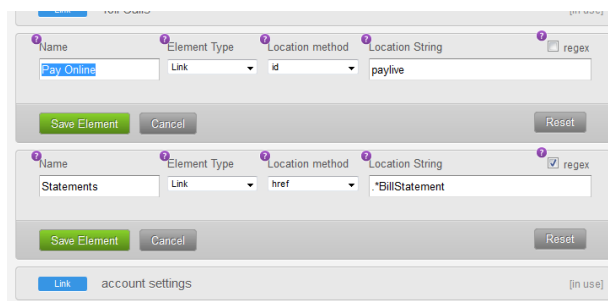 Link Toll Calls [in use]
? Name ? Element Type ? Location method ? Location String ? regex
Pay Online Link id paylive
Save Element Cancel Reset
? Name ? Element Type ? Location method ? Location String ? regex
Statements Link href .*BillStatement
Save Element Cancel Reset
Link account settings [in use]